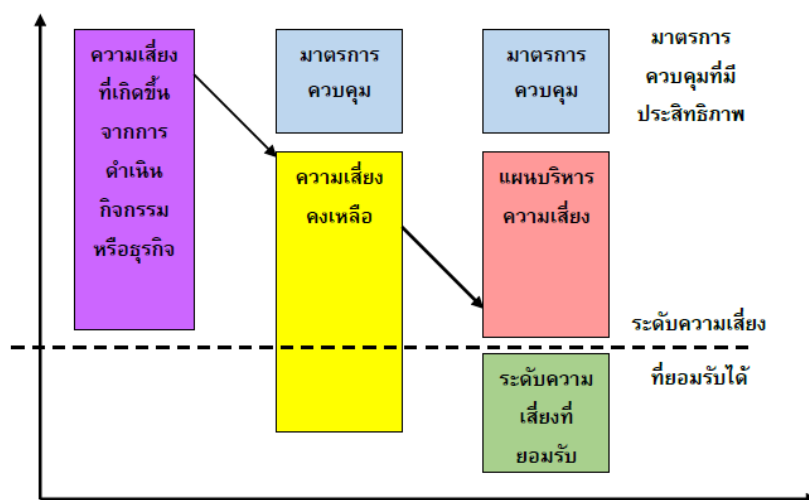 ความเสี่ยง
ที่เกิดขึ้น
จากการ
ดำเนิน
กิจกรรม
หรือธุรกิจ
มาตรการ
ควบคุม
ความเสี่ยง
คงเหลือ
มาตรการ
ควบคุม
แผนบริหาร
ความเสี่ยง
ระดับความ
เสี่ยงที่
ยอมรับ
มาตรการ
ควบคุมที่มี
ประสิทธิภาพ
ระดับความเสี่ยง
ที่ยอมรับได้